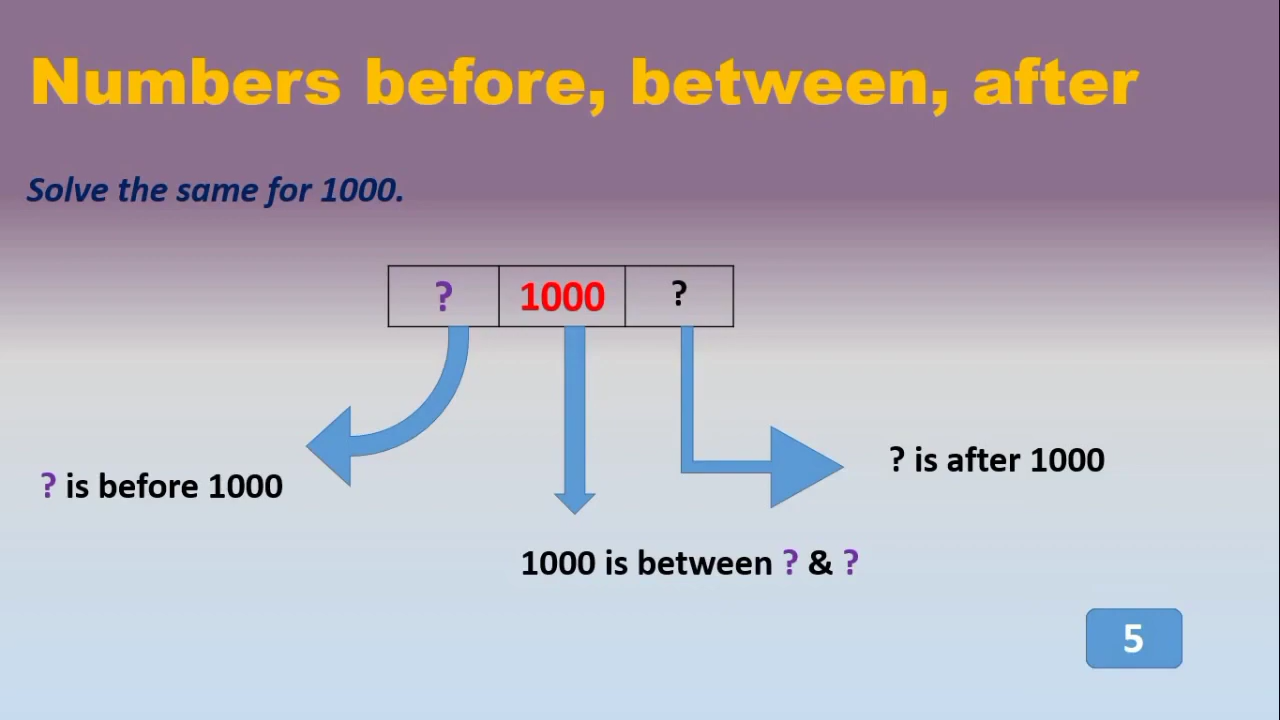 Numbers before, between, after
Solve the same for 1000.
? 1000 ?
? is before 1000
? is after 1000
1000 is between ? & ?
5